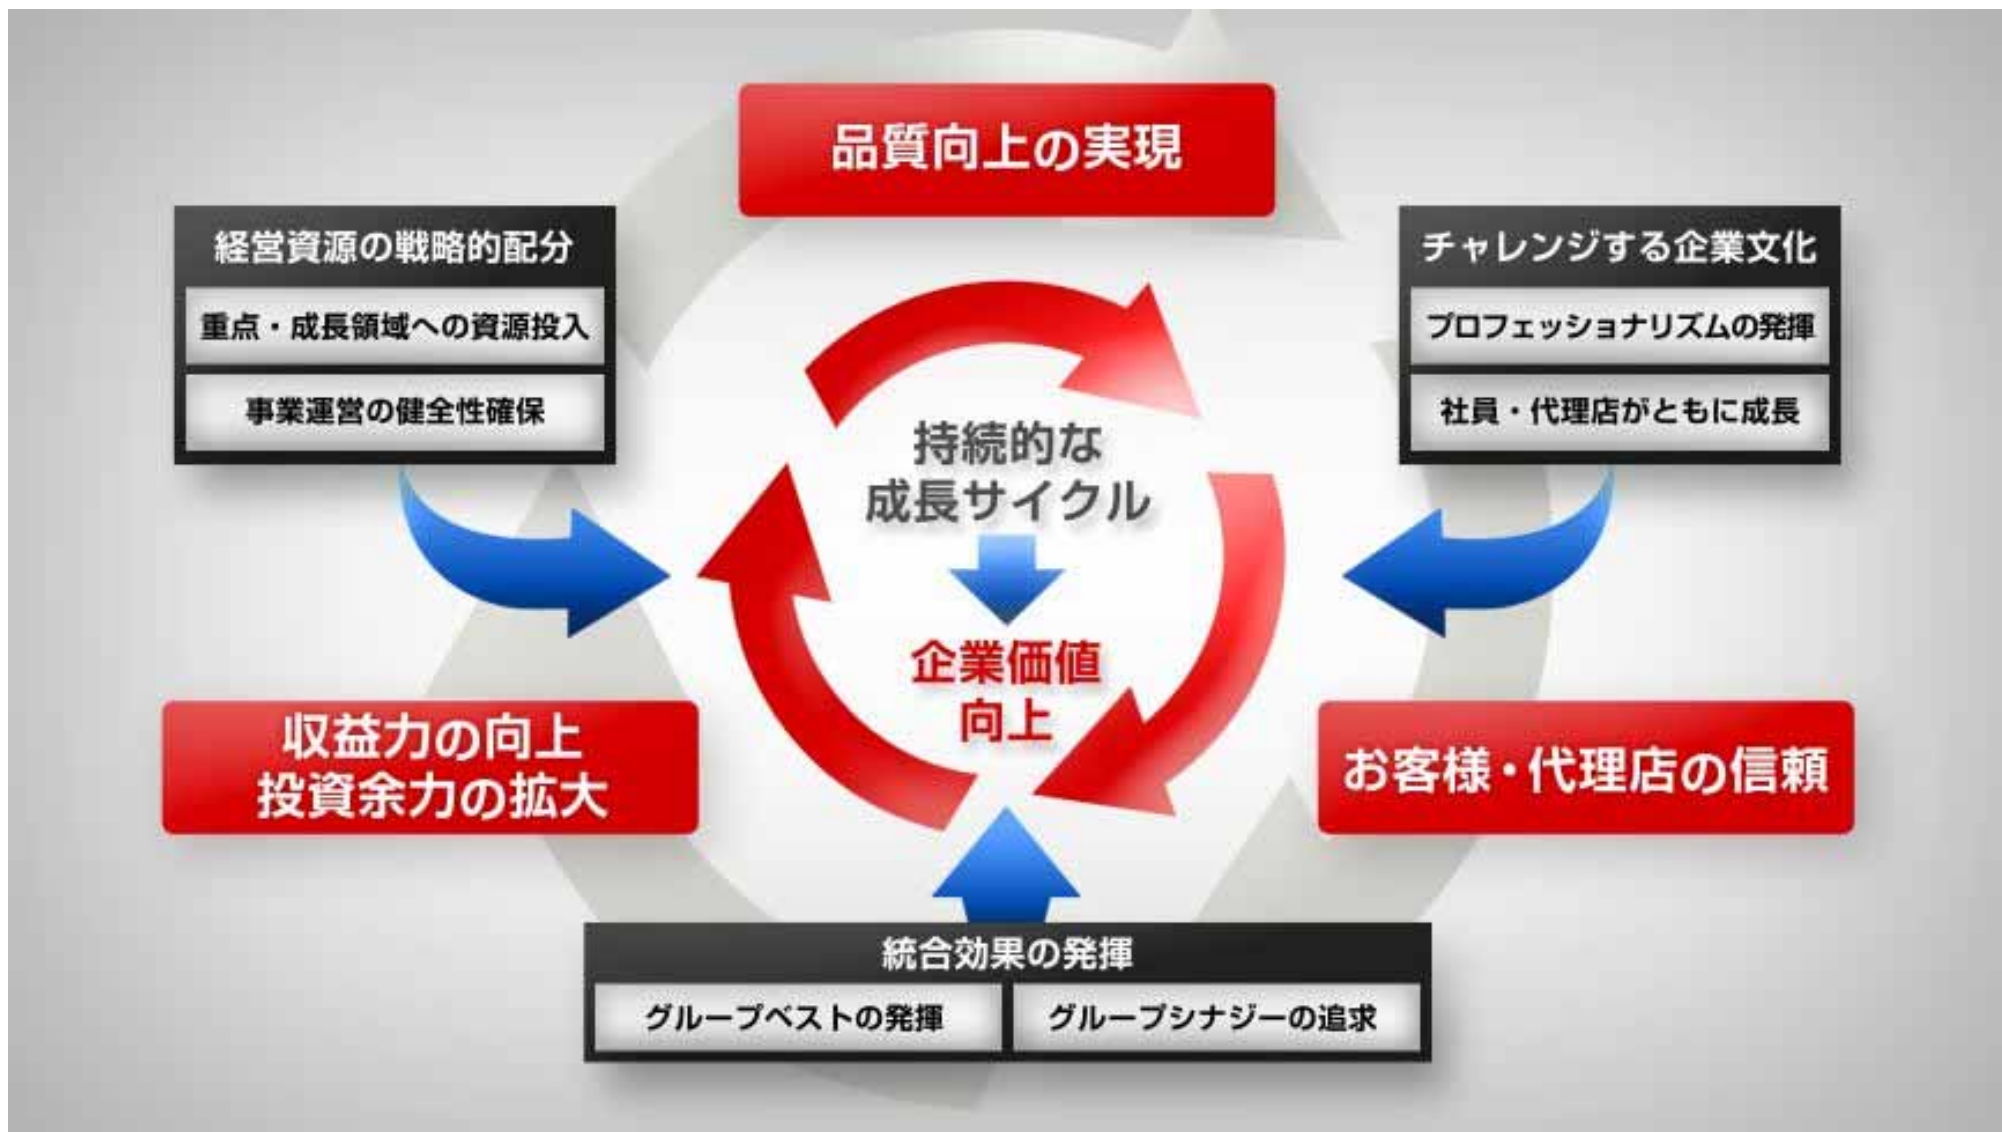 品質向上の実現
経営資源の戦略的配分
重点・成長領域への資源投入
事業運営の健全性確保
チャレンジする企業文化
プロフェッショナリズムの発揮
社員・代理店がともに成長
持続的な
成長サイクル
企業価値
向上
収益力の向上
投資余力の拡大
お客様・代理店の信頼
統合効果の発揮
グループベストの発揮
グループシナジーの追求